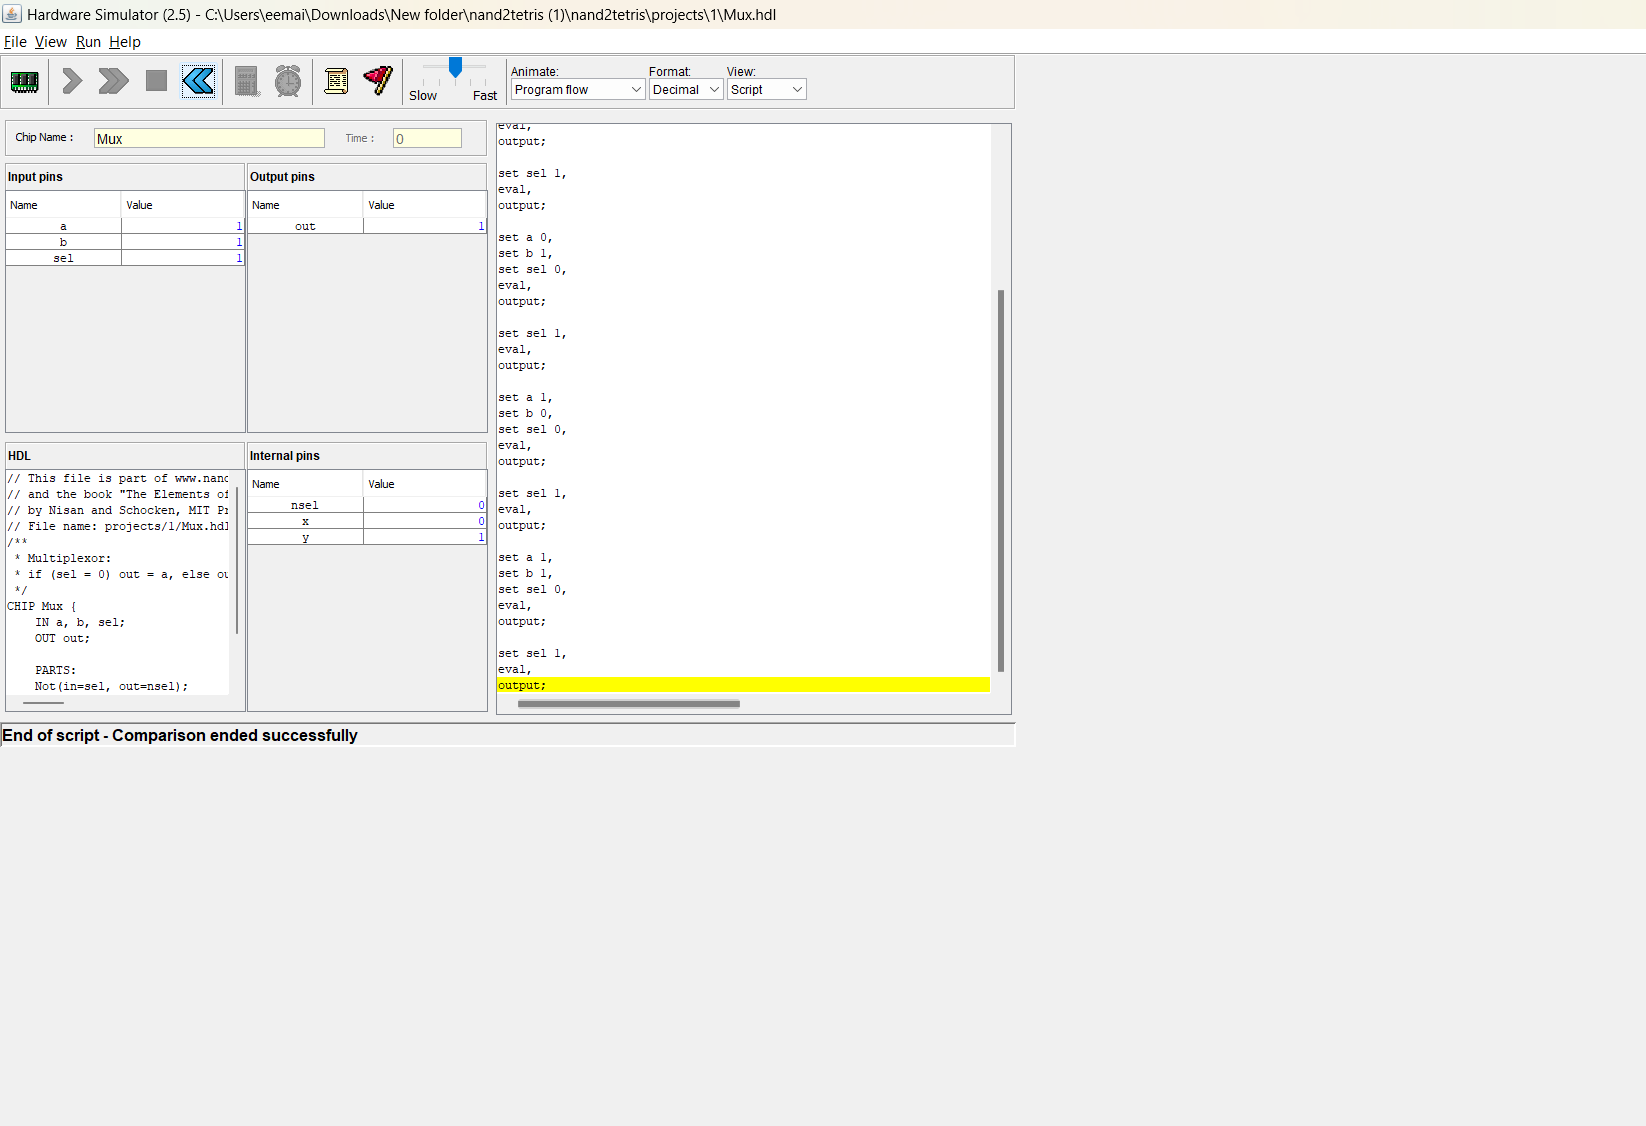 Hardware Simulator (2.5) - C:\Users\eemai\Downloads\New folder\nand2tetris (1)\nand2tetris\projects\1\Mux.hdl
File View Run Help
Slow Fast
Animate: Format: View:
Program flow Decimal Script
Chip Name : Mux Time : 0
Input pins
Name Value
a 1
b 1
sel 1
Output pins
Name Value
out 1
HDL
// This file is part of www.nand
// and the book "The Elements of
// by Nisan and Schocken, MIT Pr
// File name: projects/1/Mux.hdl
/**
* Multiplexor:
* if (sel = 0) out = a, else ou
*/
CHIP Mux {
IN a, b, sel;
OUT out;
PARTS:
Not(in=sel, out=nsel);
Internal pins
Name Value
nsel 0
x 0
y 1
eval,
output;
set sel 1,
eval,
output;
set a 0,
set b 1,
set sel 0,
eval,
output;
set sel 1,
eval,
output;
set a 1,
set b 0,
set sel 0,
eval,
output;
set sel 1,
eval,
output;
set a 1,
set b 1,
set sel 0,
eval,
output;
set sel 1,
eval,
output;
End of script - Comparison ended successfully